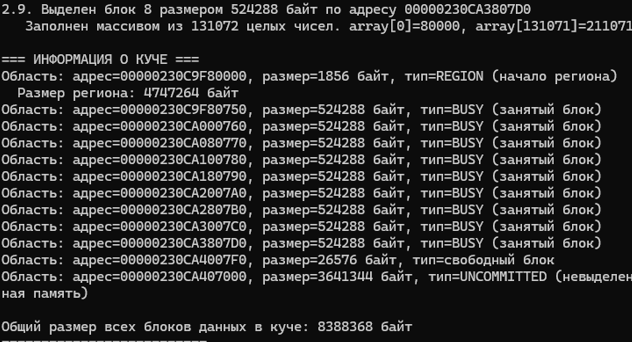 2.9. Выделен блок 8 размером 524288 байт по адресу 00000230CA3807D0
Заполнен массивом из 131072 целых чисел. array[0]=80000, array[131071]=211071
=== ИНФОРМАЦИЯ О КУЧЕ ===
Область: адрес=00000230C9F80000, размер=1856 байт, тип=REGION (начало региона)
Размер региона: 4747264 байт
Область: адрес=00000230C9F80750, размер=524288 байт, тип=BUSY (занятый блок)
Область: адрес=00000230CA000760, размер=524288 байт, тип=BUSY (занятый блок)
Область: адрес=00000230CA080770, размер=524288 байт, тип=BUSY (занятый блок)
Область: адрес=00000230CA100780, размер=524288 байт, тип=BUSY (занятый блок)
Область: адрес=00000230CA180790, размер=524288 байт, тип=BUSY (занятый блок)
Область: адрес=00000230CA2007A0, размер=524288 байт, тип=BUSY (занятый блок)
Область: адрес=00000230CA2807B0, размер=524288 байт, тип=BUSY (занятый блок)
Область: адрес=00000230CA3007C0, размер=524288 байт, тип=BUSY (занятый блок)
Область: адрес=00000230CA3807D0, размер=524288 байт, тип=BUSY (занятый блок)
Область: адрес=00000230CA4007F0, размер=26576 байт, тип=свободный блок
Область: адрес=00000230CA407000, размер=3641344 байт, тип=UNCOMMITTED (невыделен
ная память)
Общий размер всех блоков данных в куче: 8388368 байт
==========================